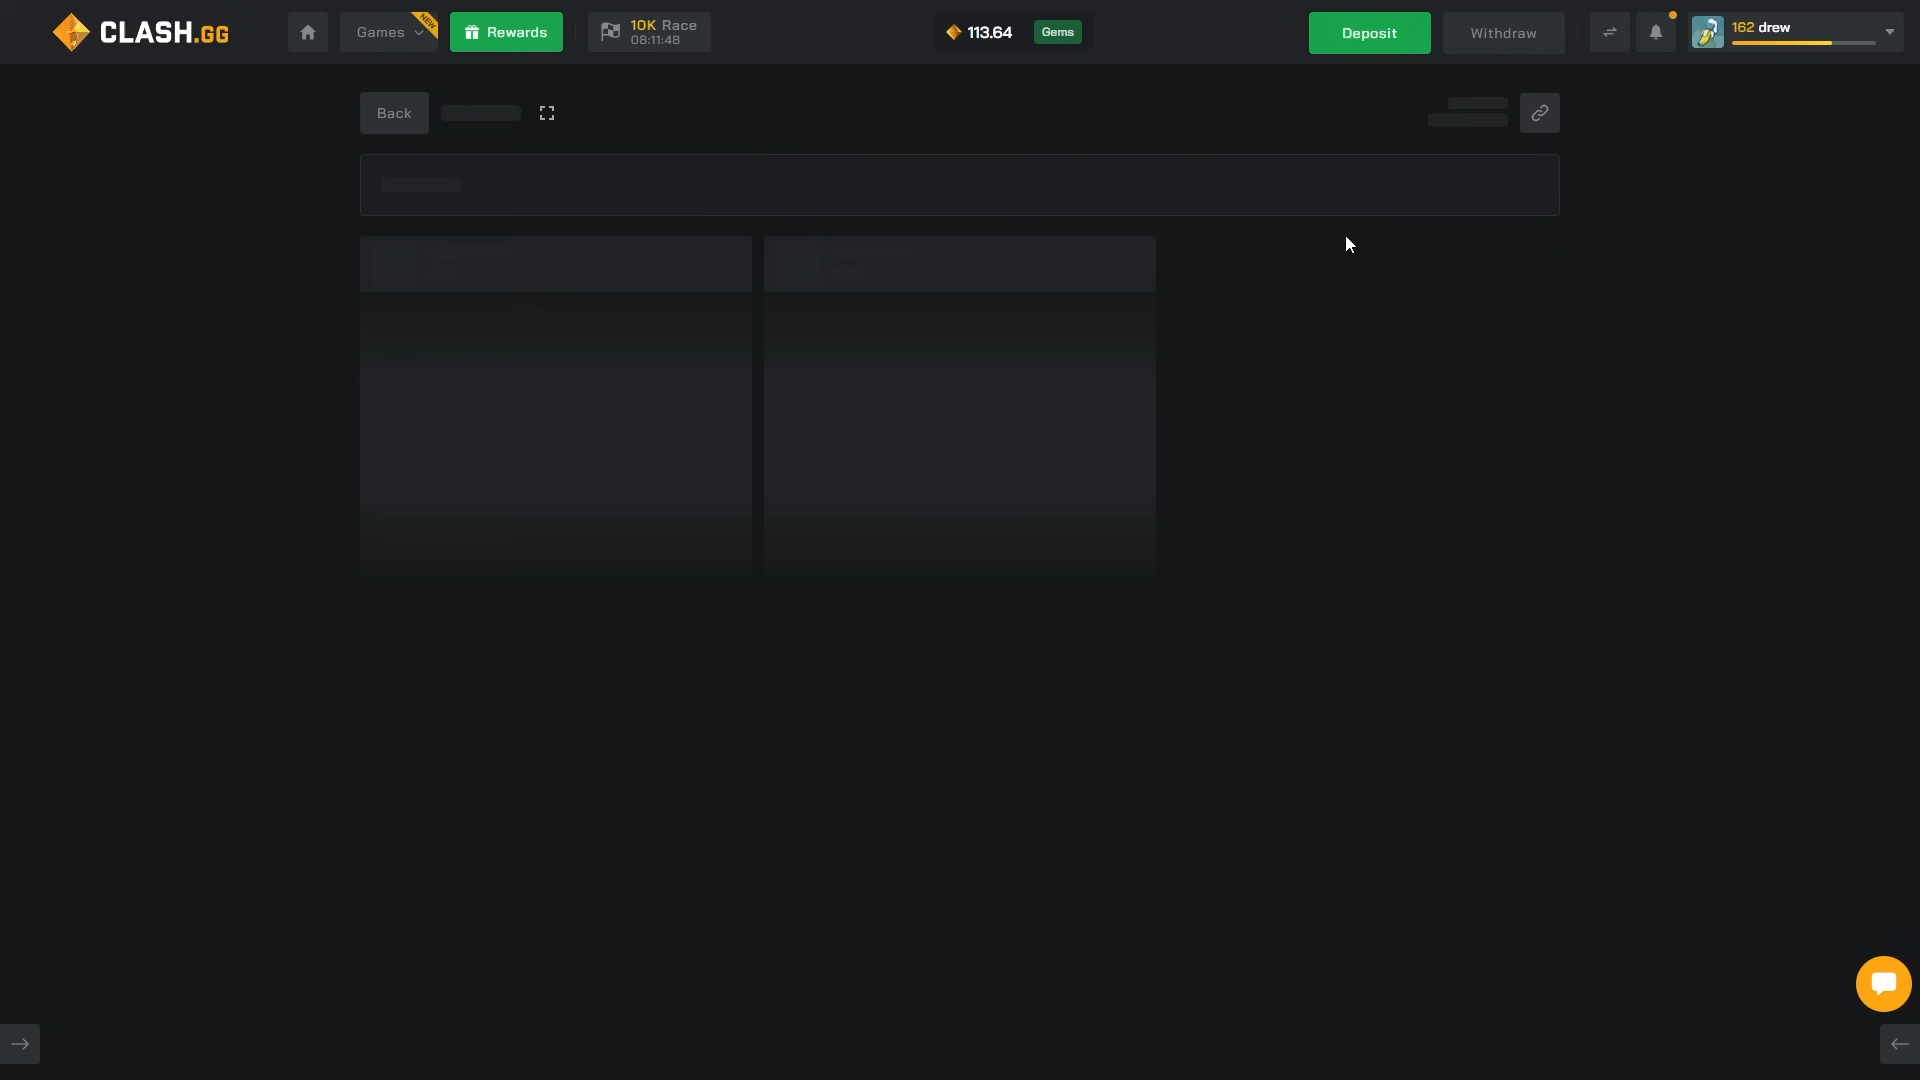 CLASH.GG
Games
NEW
Rewards
10K Race
08:11:48
113.64
Gems
Deposit
Withdraw
162 drew
Back